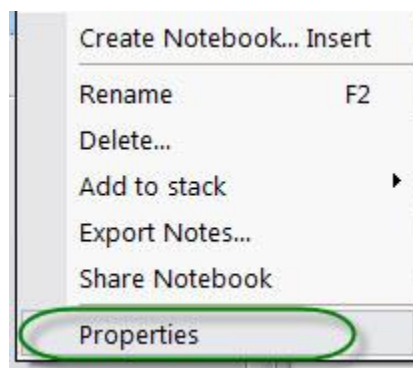 Create Notebook... Insert
Rename F2
Delete...
Add to stack
Export Notes...
Share Notebook
Properties